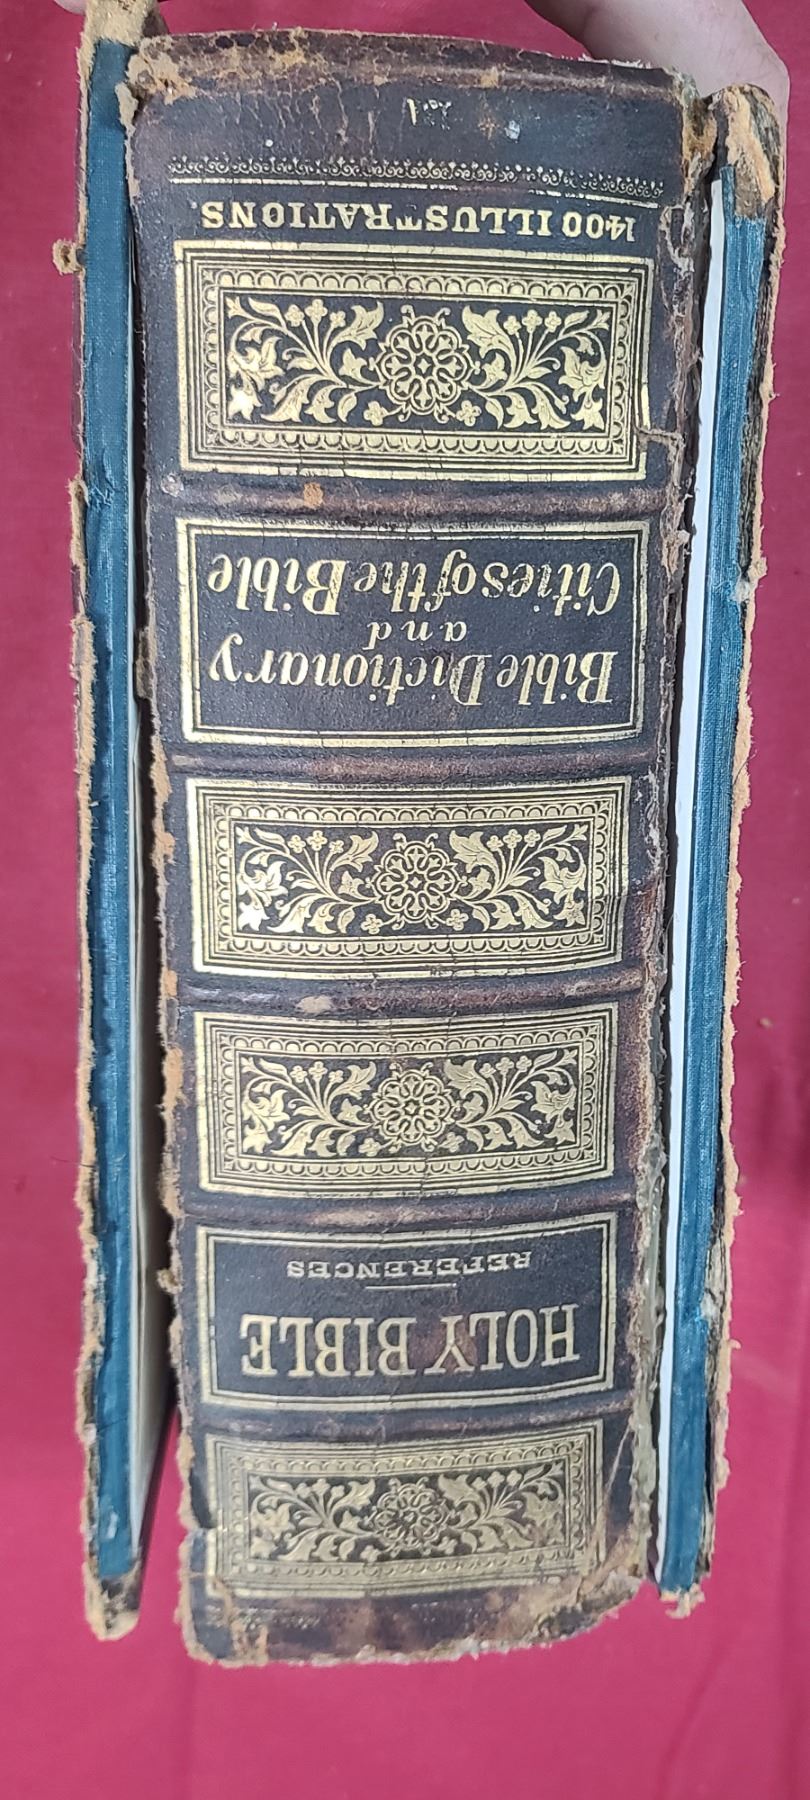 HOLY BIBLE
REFERENCES
Bible Dictionary
and
Cities of the Bible
1400 ILLUSTRATIONS.